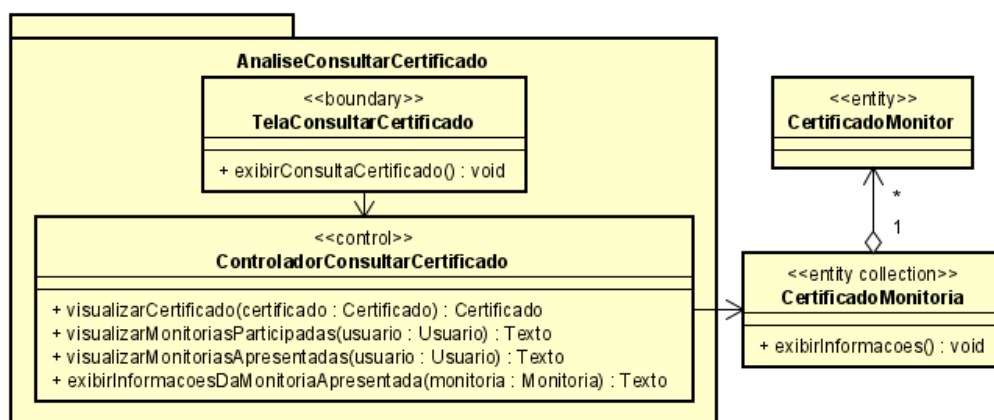 AnaliseConsultarCertificado
<<boundary>>
TelaConsultarCertificado
+ exibirConsultaCertificado() : void
<<control>>
ControladorConsultarCertificado
+ visualizarCertificado(certificado : Certificado) : Certificado
+ visualizarMonitoriasParticipadas(usuario : Usuario) : Texto
+ visualizarMonitoriasApresentadas(usuario : Usuario) : Texto
+ exibirInformacoesDaMonitoriaApresentada(monitoria : Monitoria) : Texto
<<entity>>
CertificadoMonitor
*
1
<<entity collection>>
CertificadoMonitoria
+ exibirInformacoes() : void